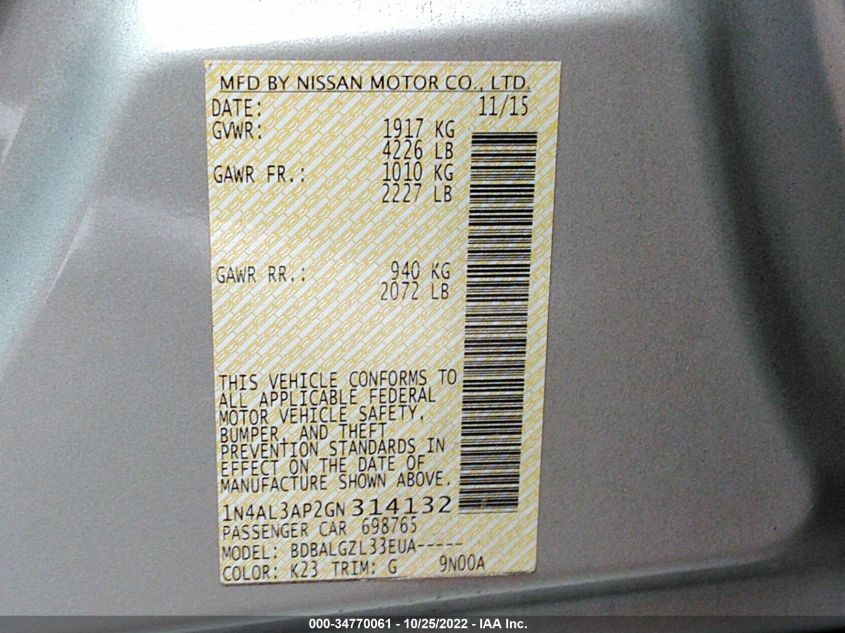 MFD BY NISSAN MOTOR CO., LTD.
DATE: 11/15
GVWR: 1917 KG
4226 LB
GAWR FR.: 1010 KG
2227 LB
GAWR RR.: 940 KG
2072 LB
THIS VEHICLE CONFORMS TO
ALL APPLICABLE FEDERAL
MOTOR VEHICLE SAFETY,
BUMPER, AND THEFT
PREVENTION STANDARDS IN
EFFECT ON THE DATE OF
MANUFACTURE SHOWN ABOVE.
1N4AL3AP2GN314132
PASSENGER CAR 698765
MODEL: BDBALGZL33EUA-----
COLOR: K23 TRIM: G 9N00A
000-34770061 - 10/25/2022 - IAA Inc.